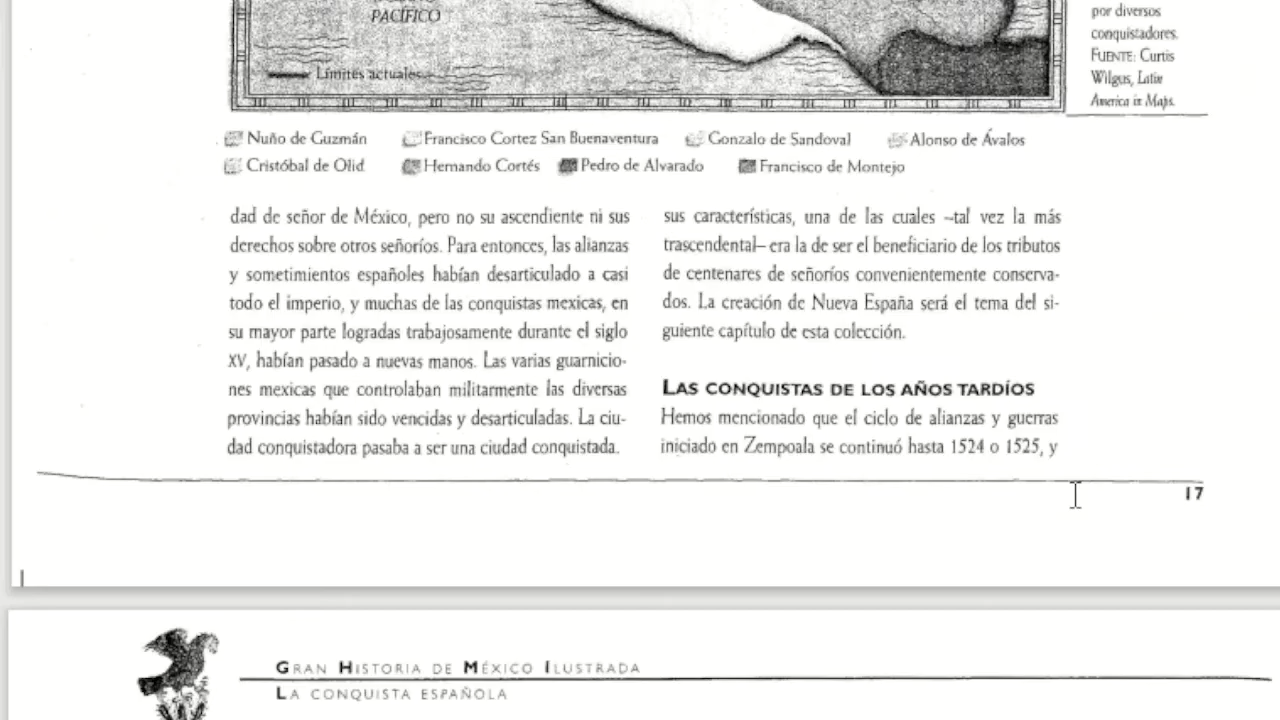 PACÍFICO
Límites actuales
por diversos
conquistadores.
FUENTE: Curtis
Wilgus, Latin
America in Maps.
Nuño de Guzmán Francisco Cortez San Buenaventura Gonzalo de Sandoval Alonso de Ávalos
Cristóbal de Olid Hernando Cortés Pedro de Alvarado Francisco de Montejo
dad de señor de México, pero no su ascendiente ni sus
derechos sobre otros señoríos. Para entonces, las alianzas
y sometimientos españoles habían desarticulado a casi
todo el imperio, y muchas de las conquistas mexicas, en
su mayor parte logradas trabajosamente durante el siglo
XV, habían pasado a nuevas manos. Las varias guarnicio-
nes mexicas que controlaban militarmente las diversas
provincias habían sido vencidas y desarticuladas. La ciu-
dad conquistadora pasaba a ser una ciudad conquistada.
sus características, una de las cuales –tal vez la más
trascendental– era la de ser el beneficiario de los tributos
de centenares de señoríos convenientemente conserva-
dos. La creación de Nueva España será el tema del si-
guiente capítulo de esta colección.
LAS CONQUISTAS DE LOS AÑOS TARDÍOS
Hemos mencionado que el ciclo de alianzas y guerras
iniciado en Zempoala se continuó hasta 1524 o 1525, y
17
GRAN HISTORIA DE MÉXICO ILUSTRADA
LA CONQUISTA ESPAÑOLA